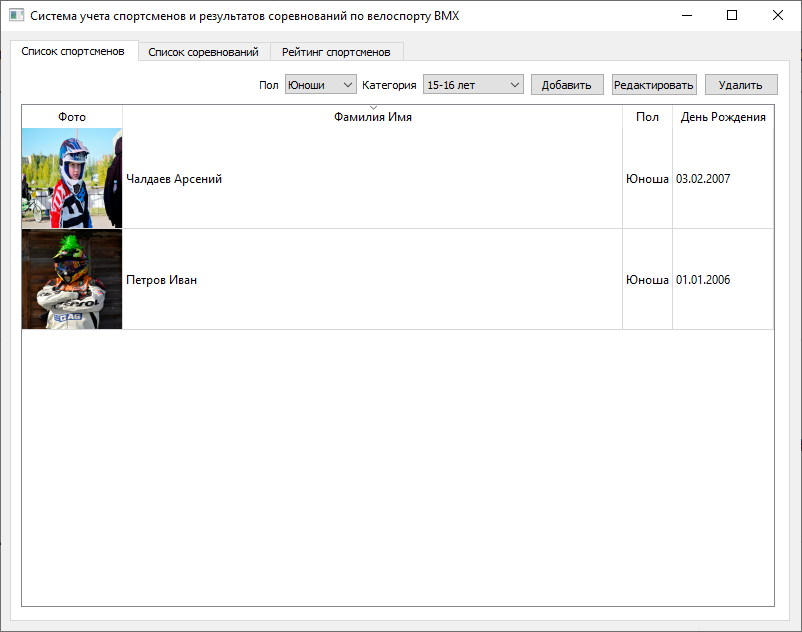 Система учета спортсменов и результатов соревнований по велоспорту BMX
Список спортсменов Список соревнований Рейтинг спортсменов
Пол Юноши Категория 15-16 лет Добавить Редактировать Удалить
Фото Фамилия Имя Пол День Рождения
Чалдаев Арсений Юноша 03.02.2007
Петров Иван Юноша 01.01.2006